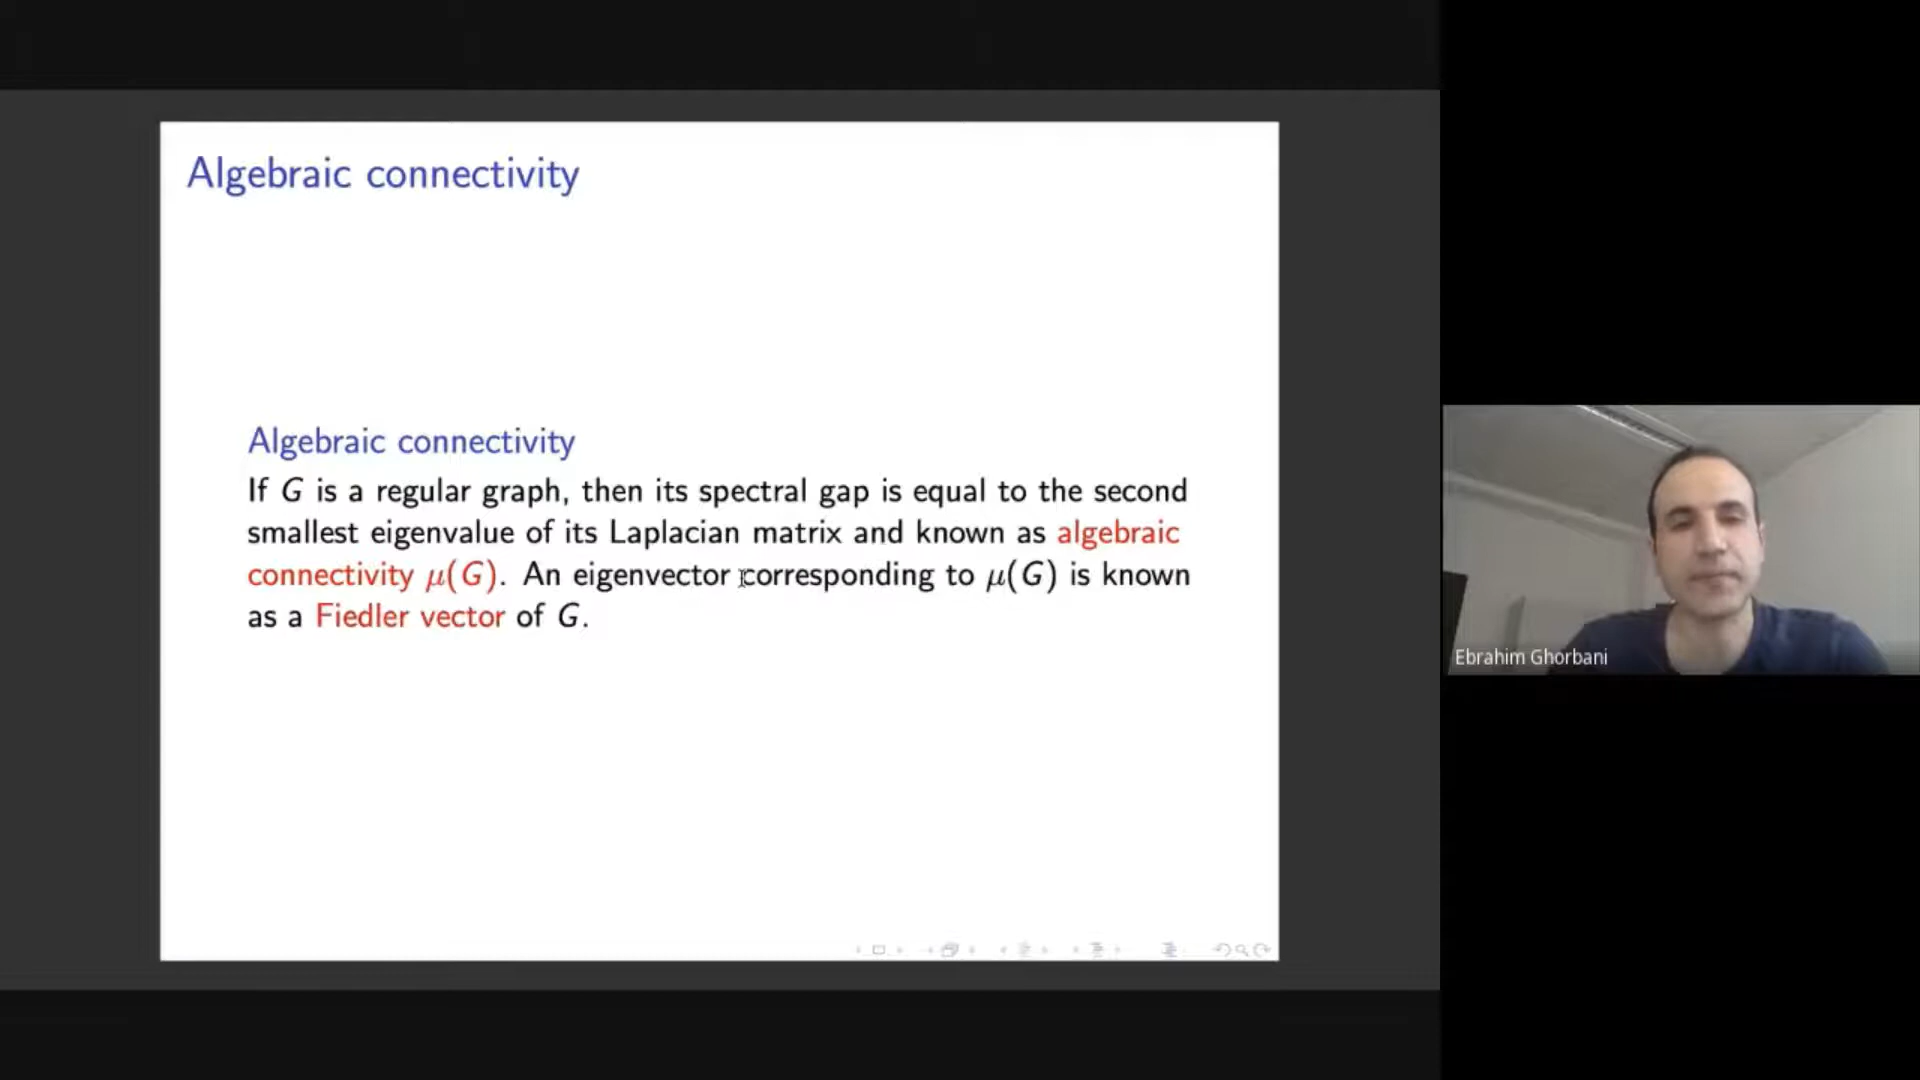 Algebraic connectivity
Algebraic connectivity
If G is a regular graph, then its spectral gap is equal to the second
smallest eigenvalue of its Laplacian matrix and known as algebraic
connectivity μ(G). An eigenvector corresponding to μ(G) is known
as a Fiedler vector of G.
Ebrahim Ghorbani